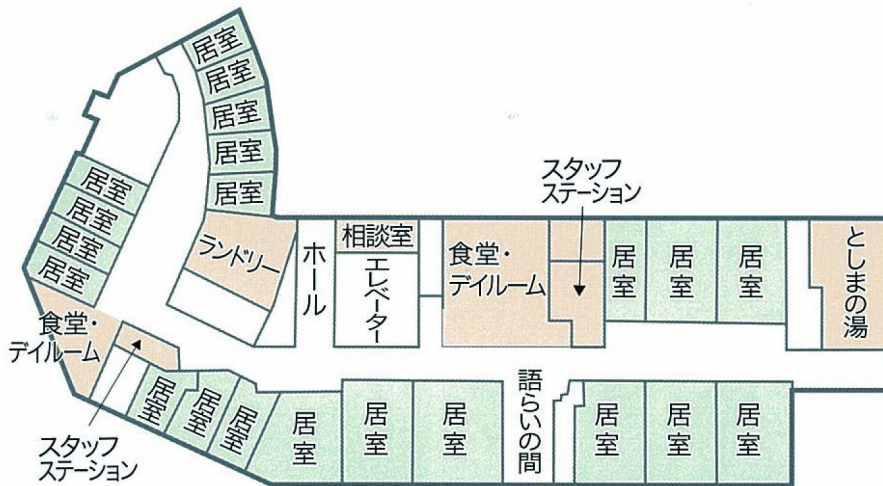 居室
居室
居室
居室
居室
居室
居室
居室
居室
ランドリー
ホール
相談室
エレベーター
食堂・
デイルーム
スタッフ
ステーション
居室
居室
居室
としまの湯
食堂・
デイルーム
スタッフ
ステーション
居室
居室
居室
居室
居室
居室
語らいの間
居室
居室
居室